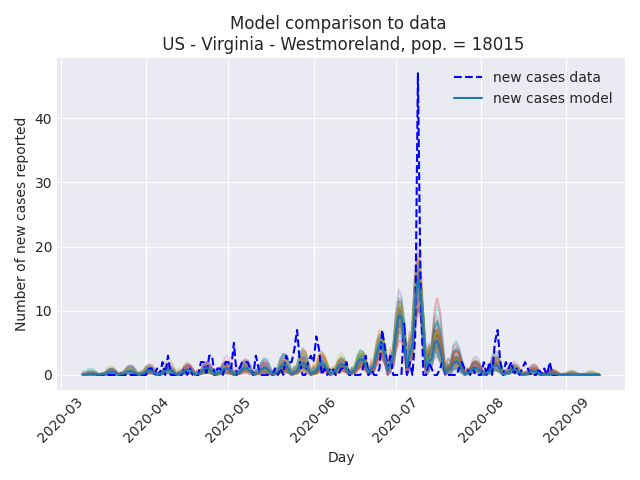 Model comparison to data
US - Virginia - Westmoreland, pop. = 18015
new cases data
new cases model
Number of new cases reported
40
30
20
10
0
2020-03
2020-04
2020-05
2020-06
2020-07
2020-08
2020-09
Day